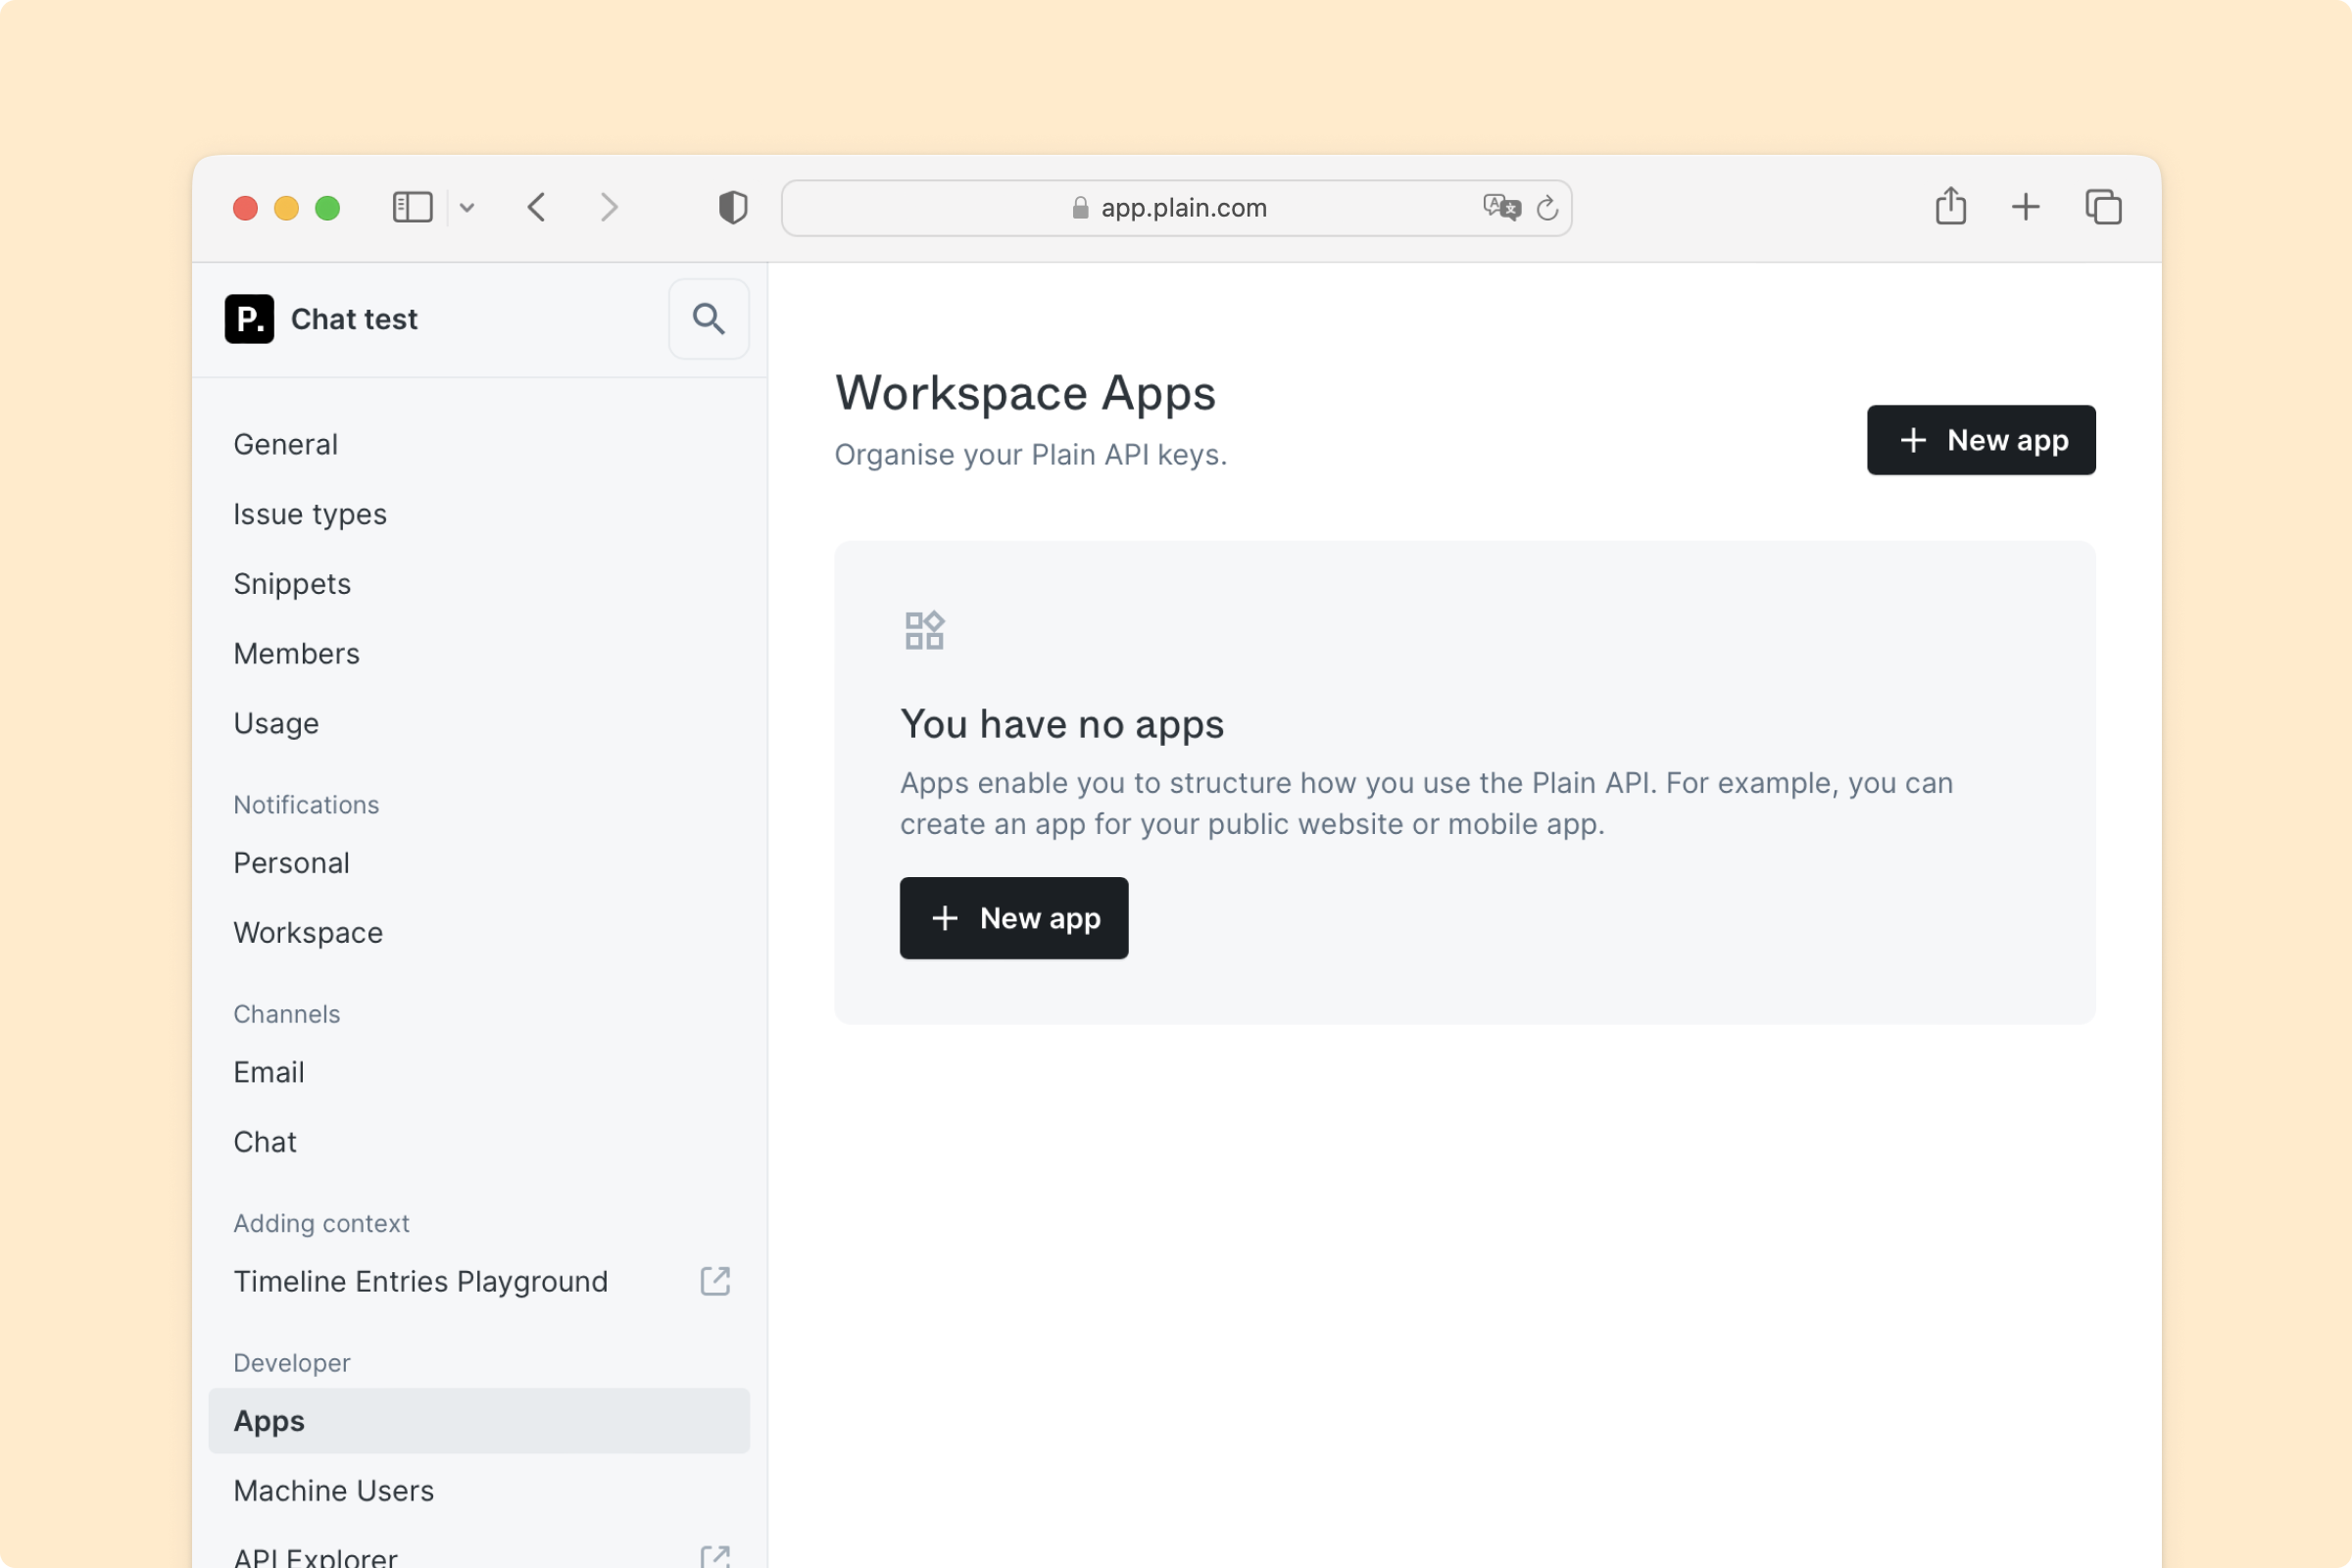 app.plain.com
P. Chat test
General
Issue types
Snippets
Members
Usage
Notifications
Personal
Workspace
Channels
Email
Chat
Adding context
Timeline Entries Playground
Developer
Apps
Machine Users
API Explorer
Workspace Apps
Organise your Plain API keys.
New app
You have no apps
Apps enable you to structure how you use the Plain API. For example, you can
create an app for your public website or mobile app.
New app